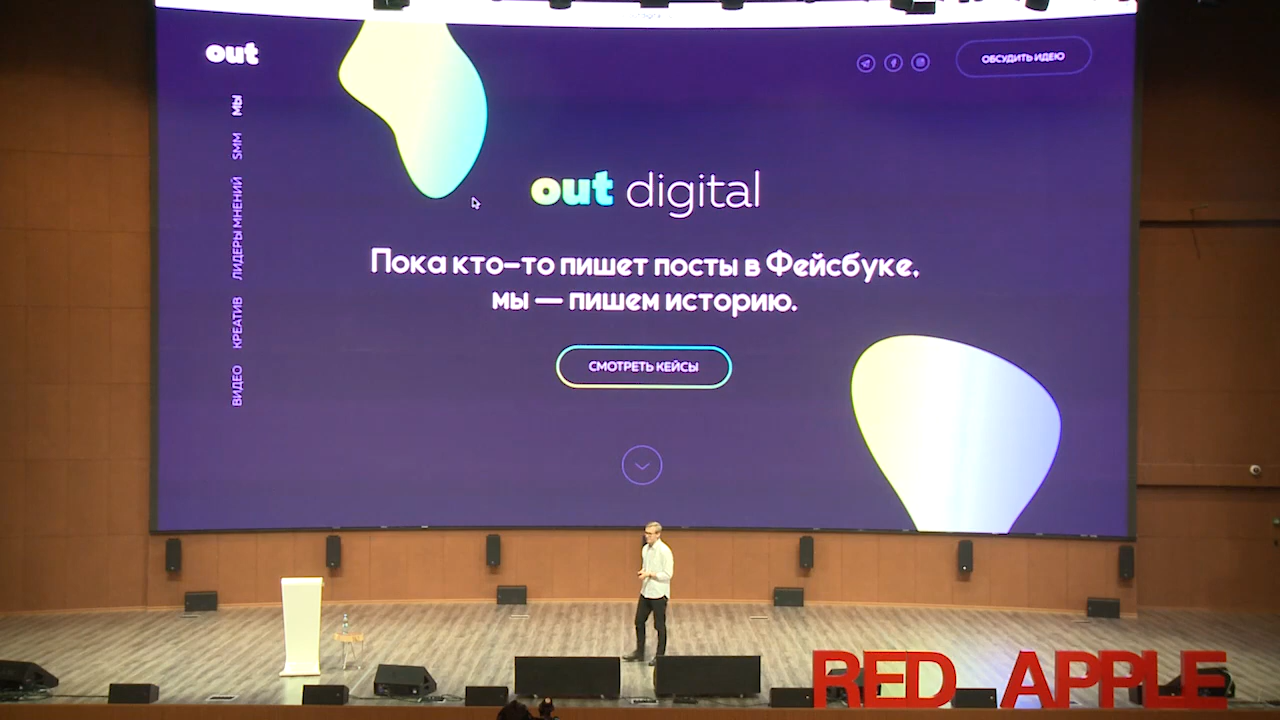 out
ОБСУДИТЬ ИДЕЮ
МЫ
SMM
ЛИДЕРЫ МНЕНИЙ
КРЕАТИВ
ВИДЕО
out digital
Пока кто-то пишет посты в Фейсбуке,
мы — пишем историю.
СМОТРЕТЬ КЕЙСЫ
RED APPLE